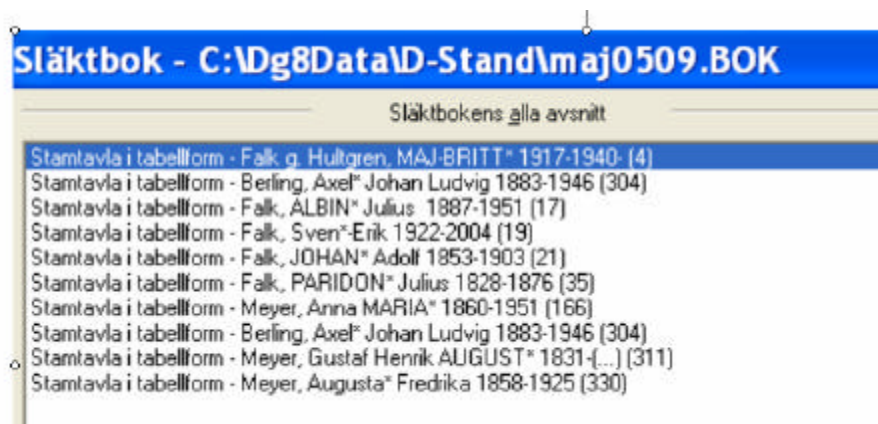 Släktbok - C:\Dg8Data\D-Stand\maj0509.BOK
Släktbokens alla avsnitt
Stamtavla i tabellform - Falk g. Hultgren, MAJ-BRITT* 1917-1940- (4)
Stamtavla i tabellform - Berling, Axel* Johan Ludvig 1883-1946 (304)
Stamtavla i tabellform - Falk, ALBIN* Julius 1887-1951 (17)
Stamtavla i tabellform - Falk, Sven*-Erik 1922-2004 (19)
Stamtavla i tabellform - Falk, JOHAN* Adolf 1853-1903 (21)
Stamtavla i tabellform - Falk, PARIDON* Julius 1828-1876 (35)
Stamtavla i tabellform - Meyer, Anna MARIA* 1860-1951 (166)
Stamtavla i tabellform - Berling, Axel* Johan Ludvig 1883-1946 (304)
Stamtavla i tabellform - Meyer, Gustaf Henrik AUGUST* 1831-(...) (311)
Stamtavla i tabellform - Meyer, Augusta* Fredrika 1858-1925 (330)